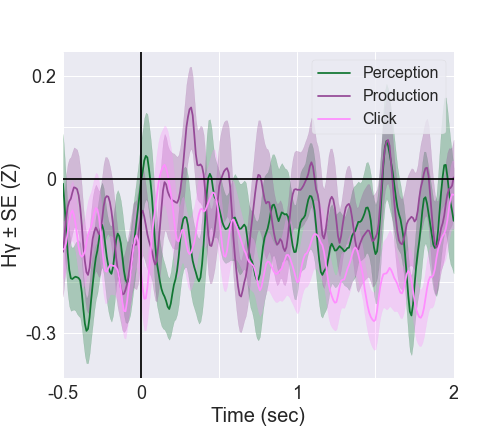 Perception
Production
Click
0.2
0
-0.3
Hγ ± SE (Z)
-0.5
0
1
2
Time (sec)